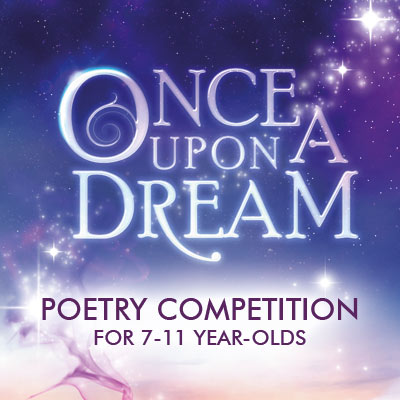 ONCE
UPON A
DREAM
POETRY COMPETITION
FOR 7-11 YEAR-OLDS